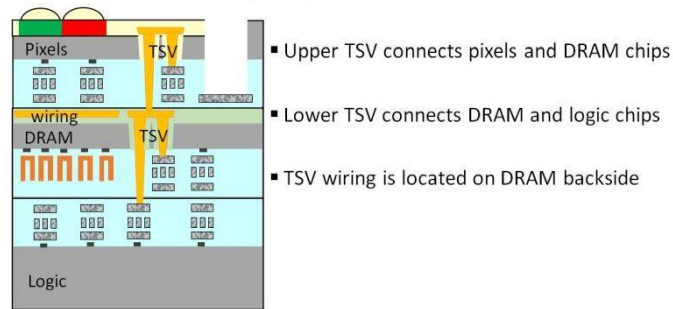 Pixels
TSV
▪ Upper TSV connects pixels and DRAM chips
wiring
▪ Lower TSV connects DRAM and logic chips
DRAM
TSV
▪ TSV wiring is located on DRAM backside
Logic